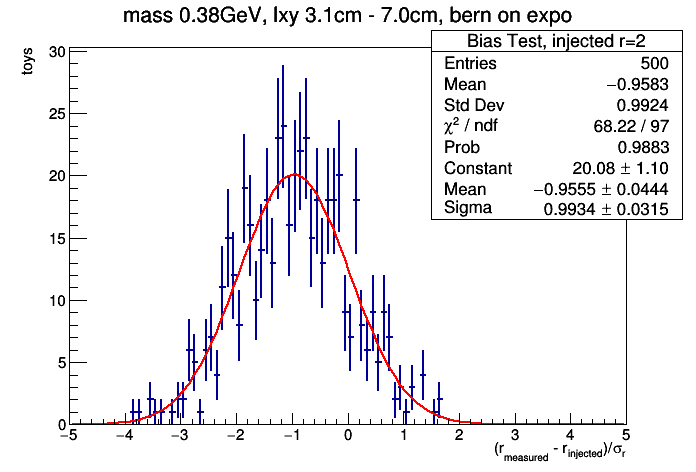 mass 0.38GeV, lxy 3.1cm - 7.0cm, bern on expo
Bias Test, injected r=2
Entries 500
Mean −0.9583
Std Dev 0.9924
χ² / ndf 68.22 / 97
Prob 0.9883
Constant 20.08 ± 1.10
Mean −0.9555 ± 0.0444
Sigma 0.9934 ± 0.0315
toys
30
25
20
15
10
5
0
−5 −4 −3 −2 −1 0 1 2 3 4 5
(r_measured - r_injected)/σ_r